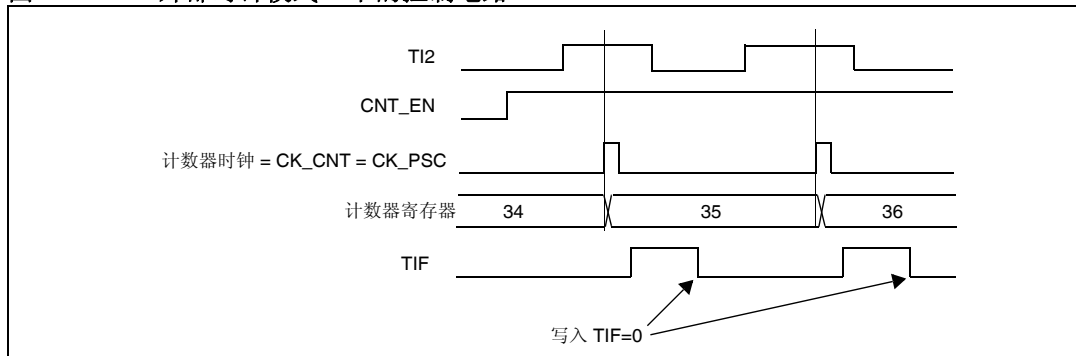 TI2
CNT_EN
计数器时钟 = CK_CNT = CK_PSC
计数器寄存器 34 35 36
TIF
写入 TIF=0